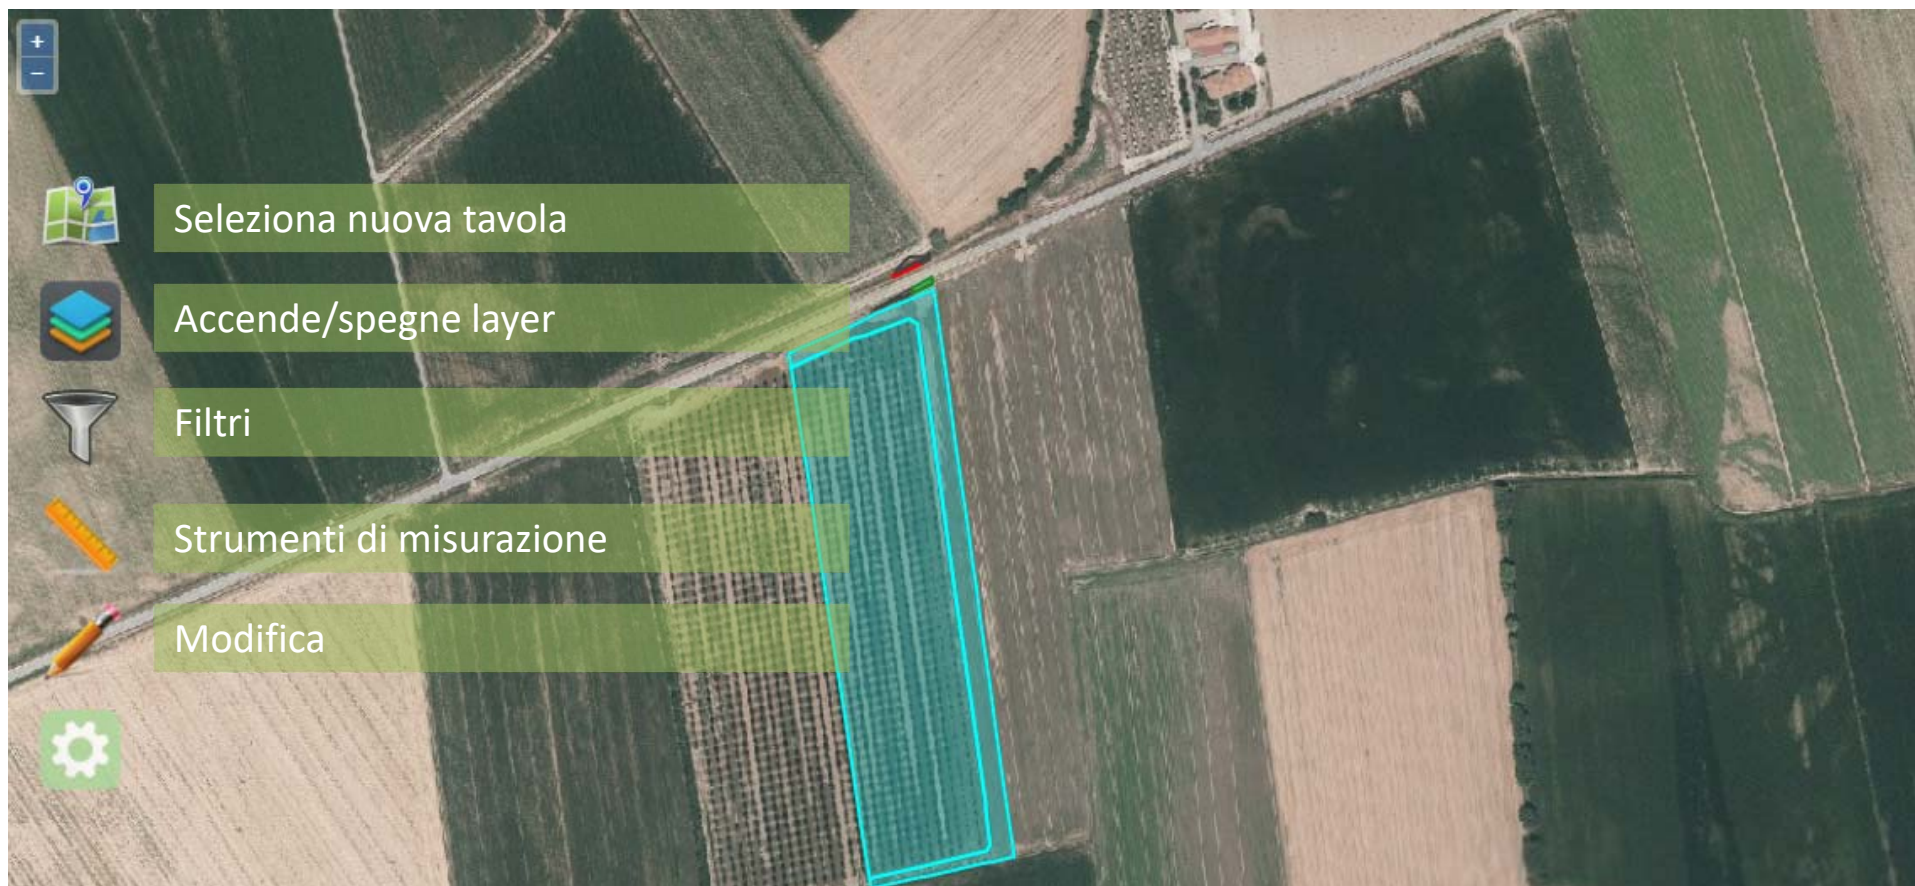 +
−
Seleziona nuova tavola
Accende/spegne layer
Filtri
Strumenti di misurazione
Modifica